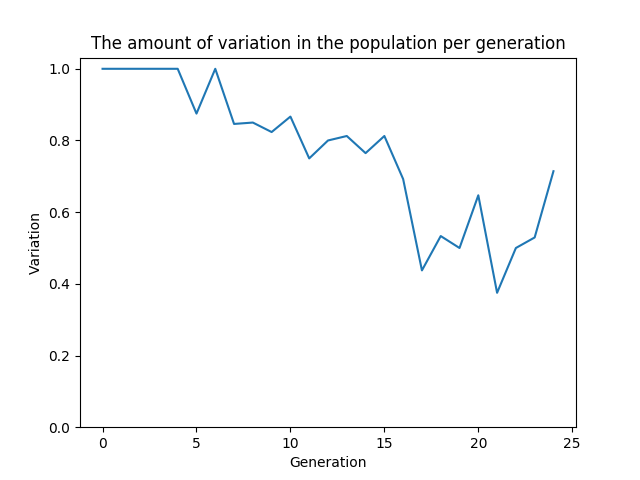 The amount of variation in the population per generation
1.0
0.8
0.6
0.4
0.2
0.0
Variation
0 5 10 15 20 25
Generation